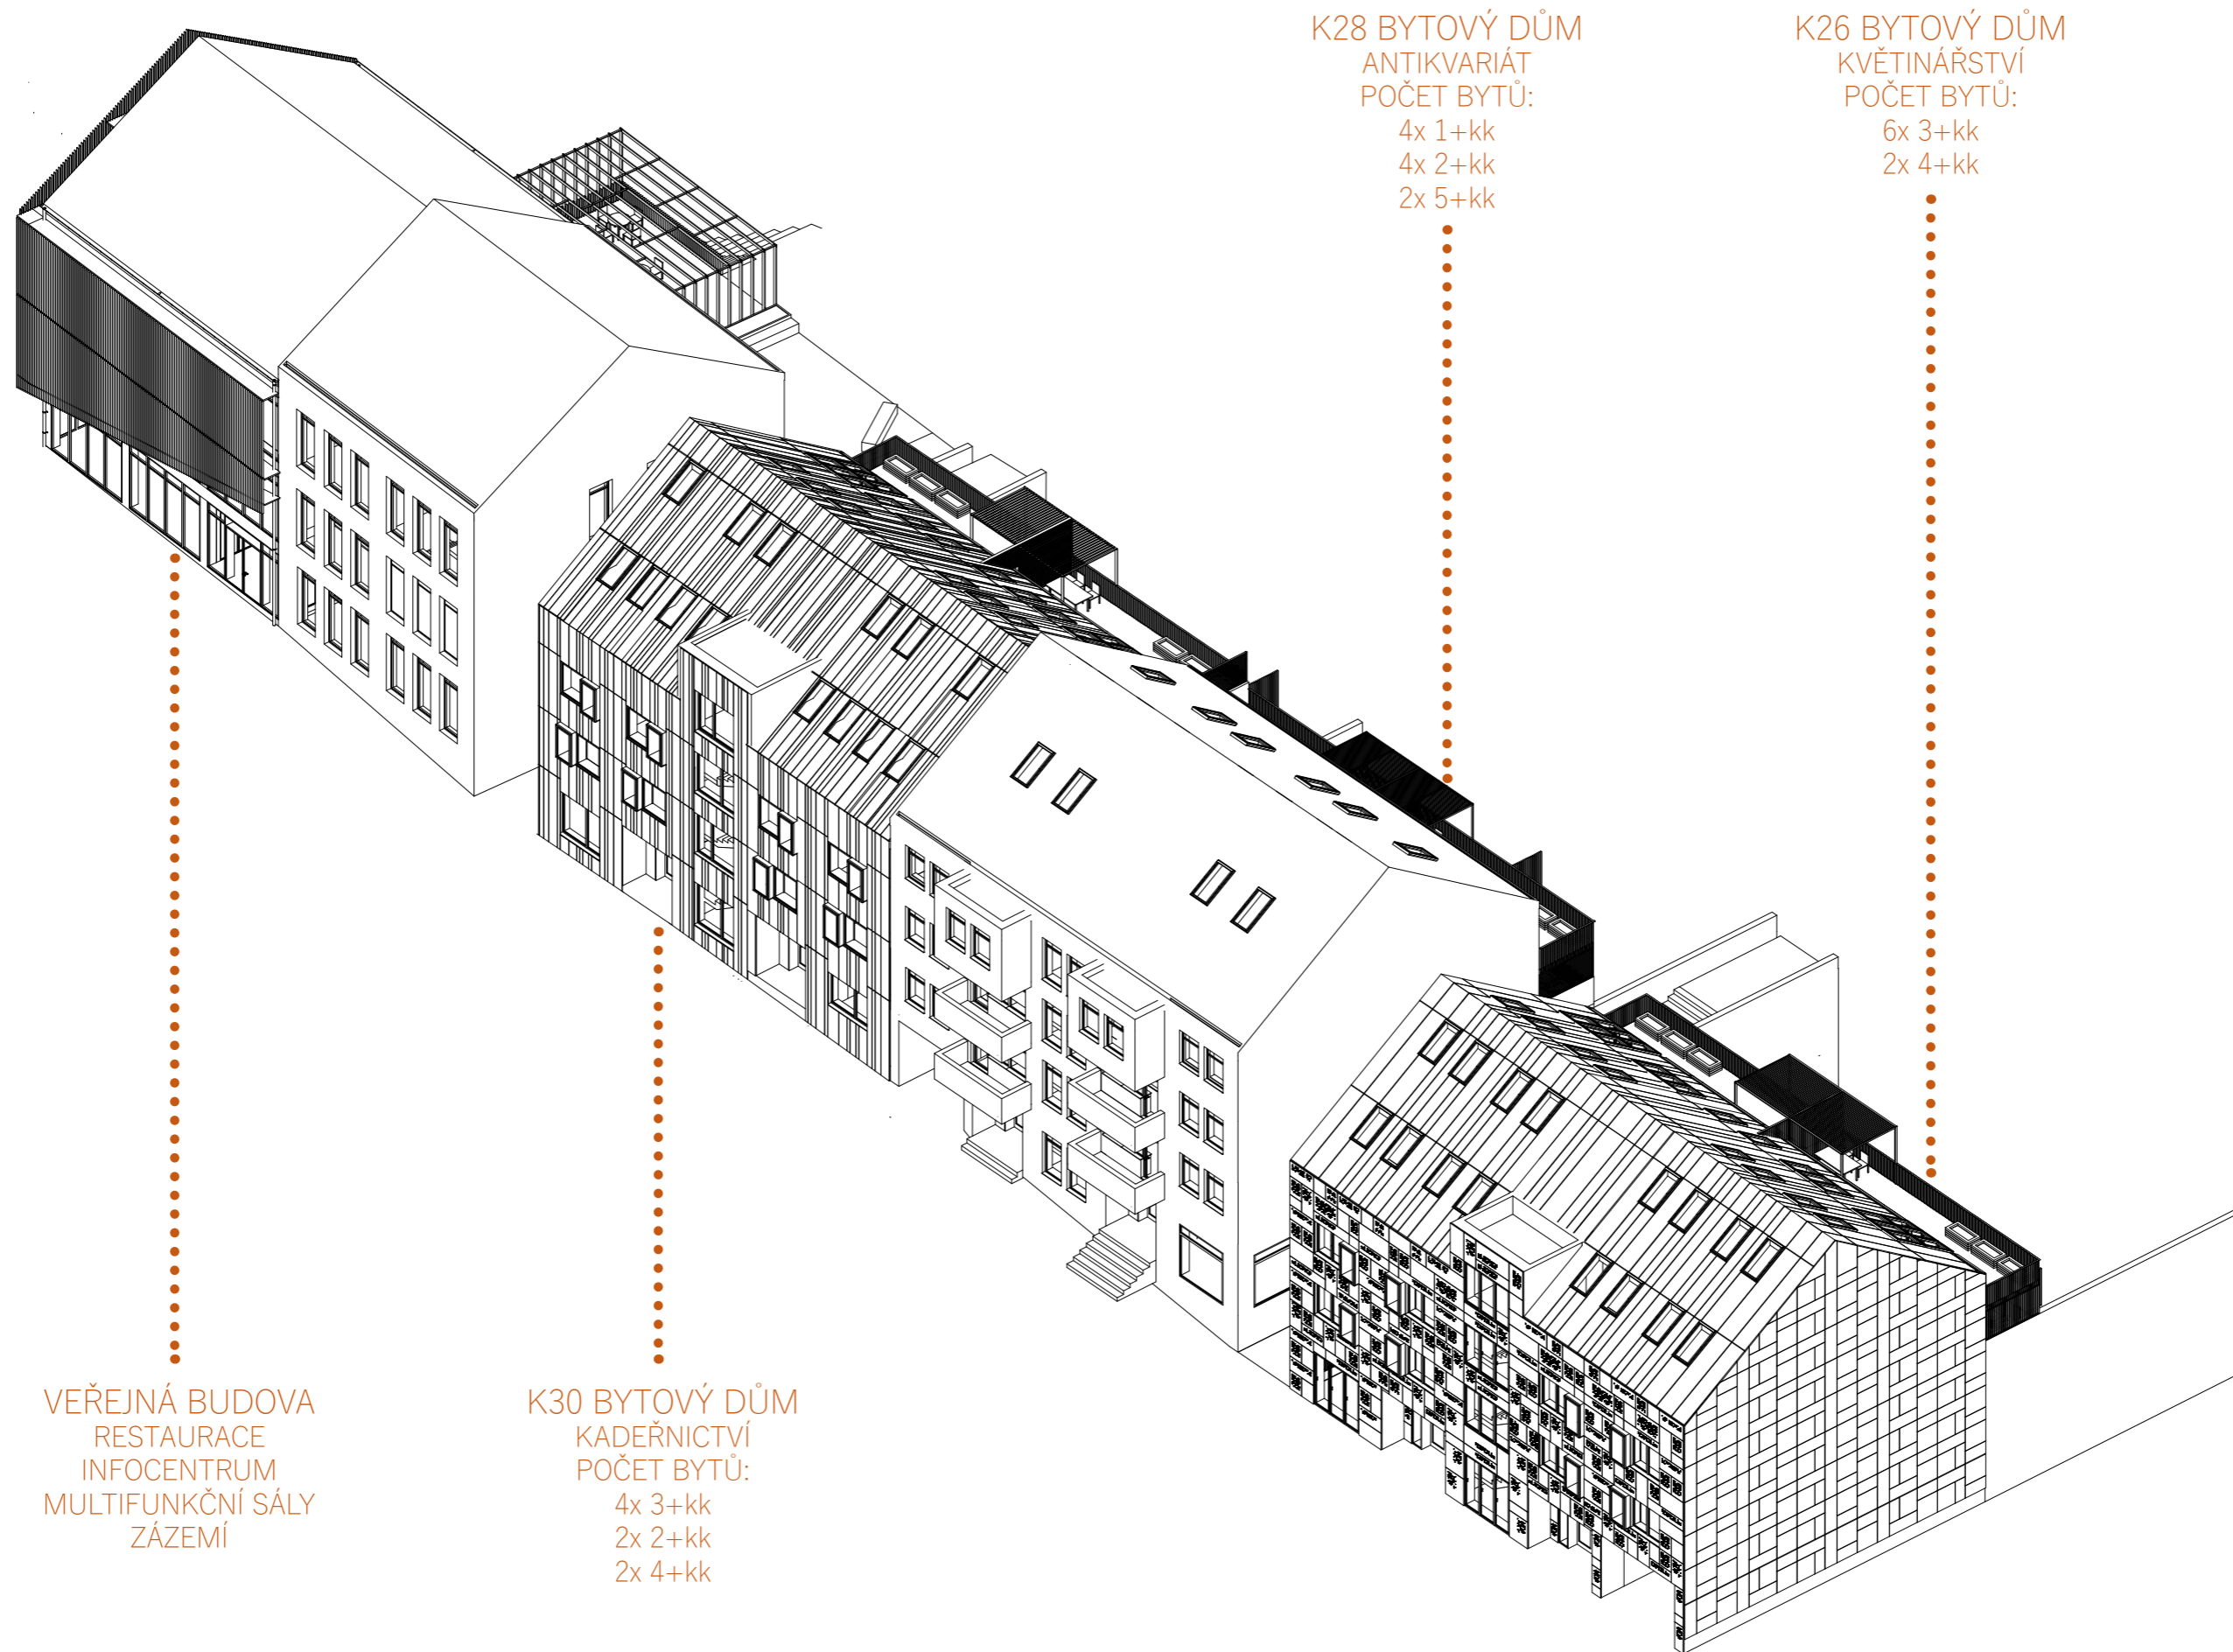 K28 BYTOVÝ DŮM
ANTIKVARIÁT
POČET BYTŮ:
4x 1+kk
4x 2+kk
2x 5+kk
K26 BYTOVÝ DŮM
KVĚTINÁŘSTVÍ
POČET BYTŮ:
6x 3+kk
2x 4+kk
VEŘEJNÁ BUDOVA
RESTAURACE
INFOCENTRUM
MULTIFUNKČNÍ SÁLY
ZÁZEMÍ
K30 BYTOVÝ DŮM
KADEŘNICTVÍ
POČET BYTŮ:
4x 3+kk
2x 2+kk
2x 4+kk